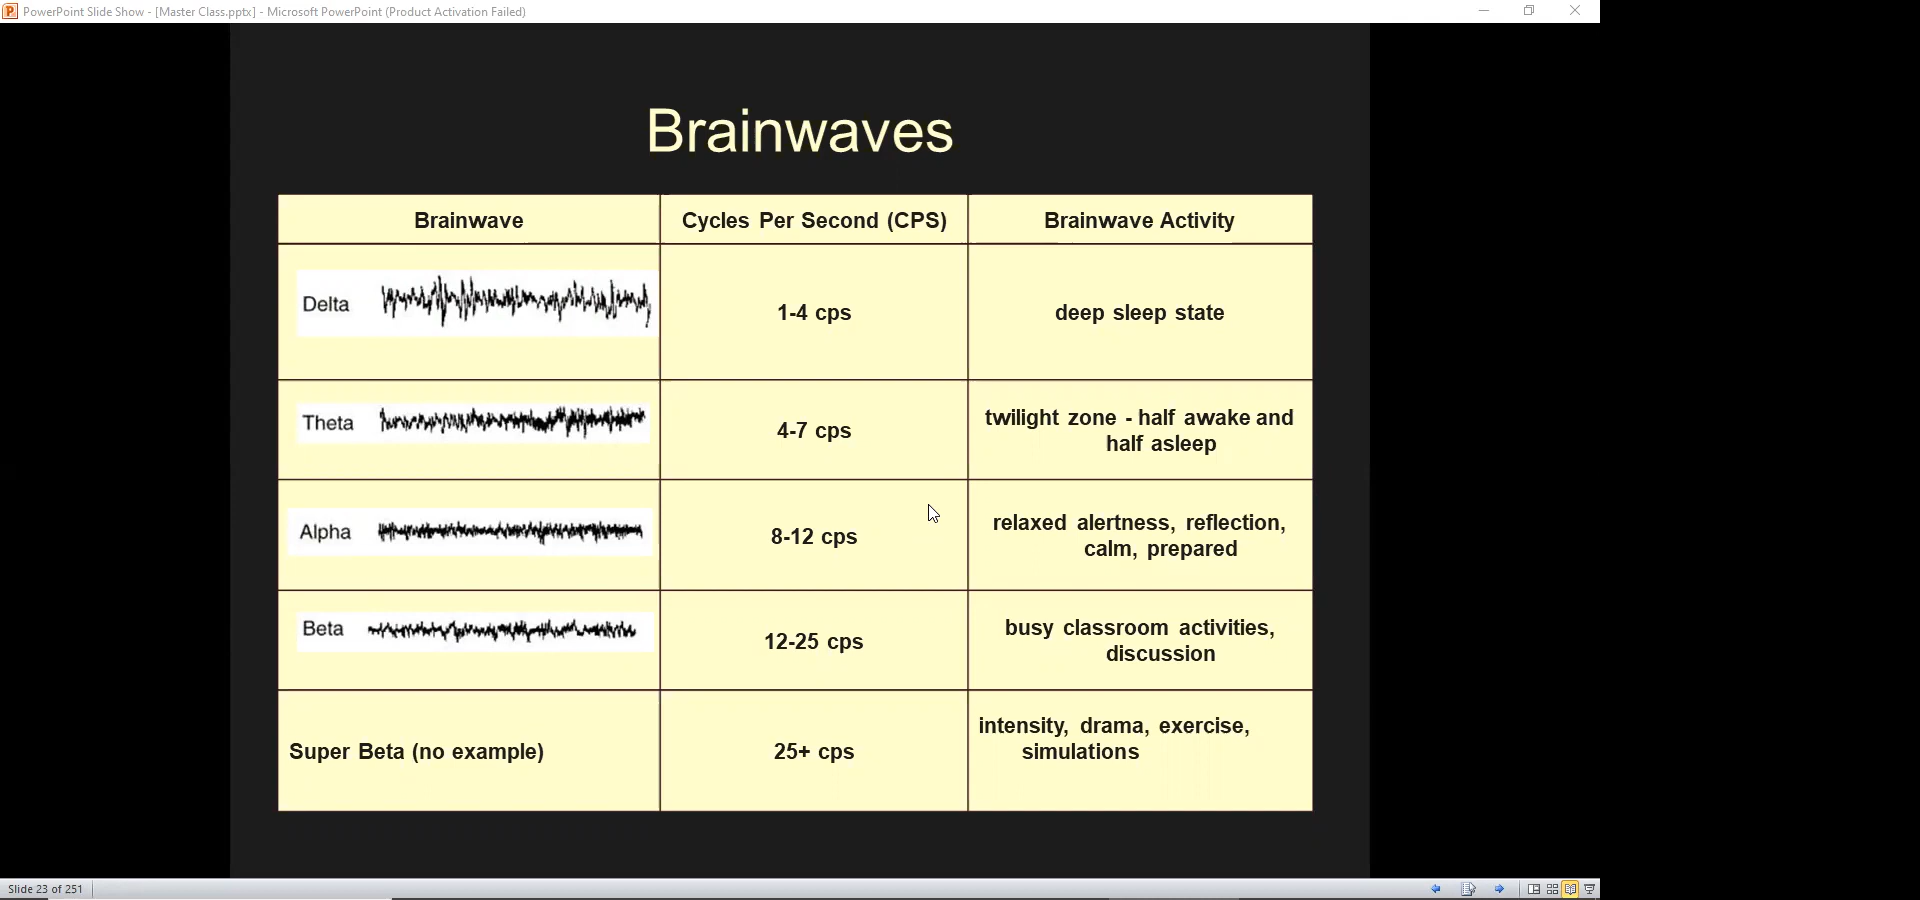 PowerPoint Slide Show - [Master Class.pptx] - Microsoft PowerPoint (Product Activation Failed)
Brainwaves
Brainwave
Cycles Per Second (CPS)
Brainwave Activity
Delta
1-4 cps
deep sleep state
Theta
4-7 cps
twilight zone - half awake and
half asleep
Alpha
8-12 cps
relaxed alertness, reflection,
calm, prepared
Beta
12-25 cps
busy classroom activities,
discussion
Super Beta (no example)
25+ cps
intensity, drama, exercise,
simulations
Slide 23 of 251